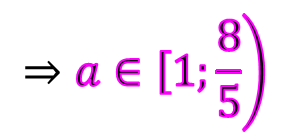 ⇒ a ∈ [1; 8/5)